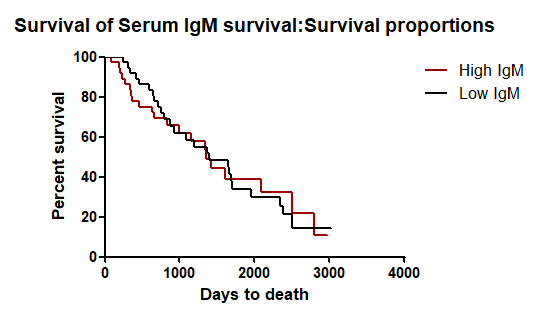 Survival of Serum IgM survival:Survival proportions
100
80
60
40
20
0
Percent survival
0 1000 2000 3000 4000
Days to death
High IgM
Low IgM